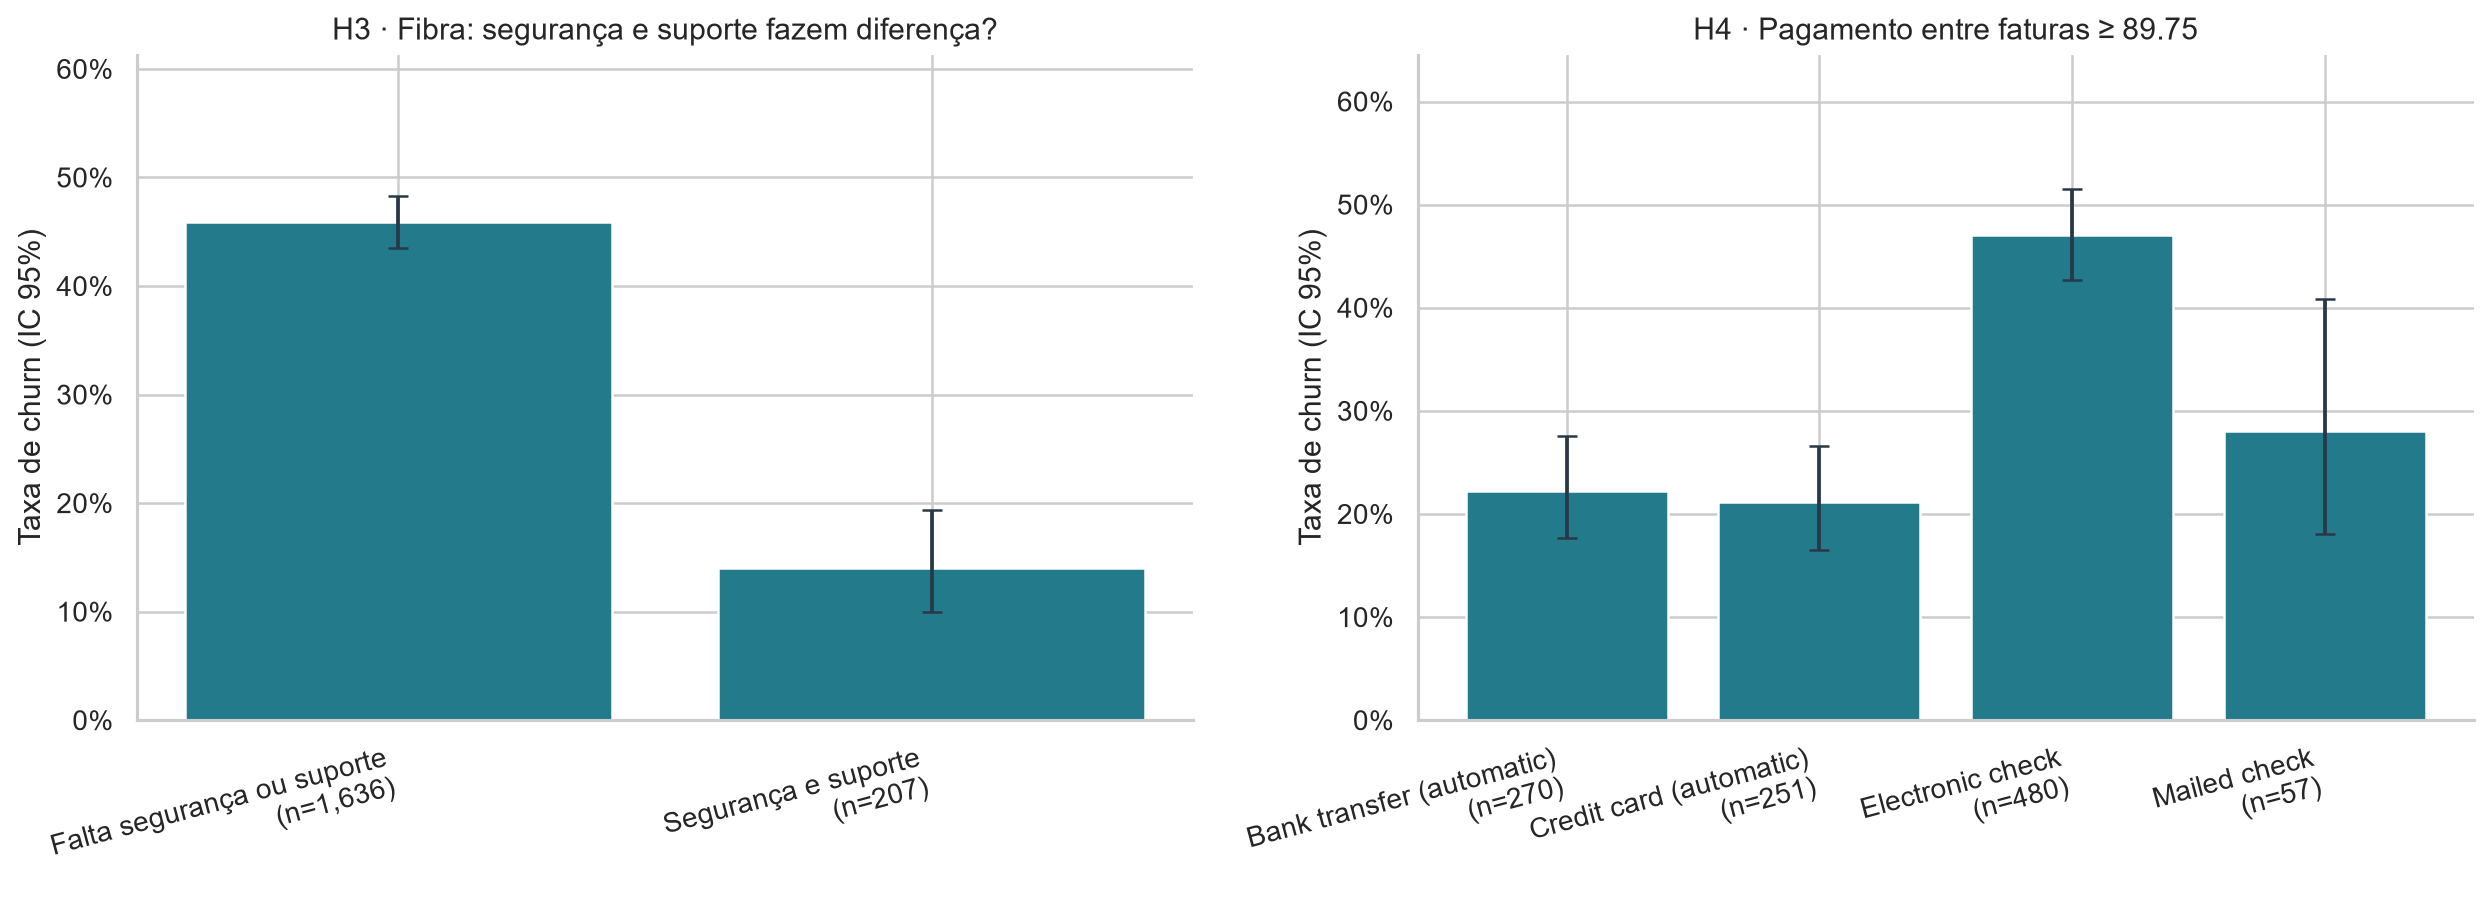 H3 · Fibra: segurança e suporte fazem diferença?
Taxa de churn (IC 95%)
60%
50%
40%
30%
20%
10%
0%
Falta segurança ou suporte
(n=1,636)
Segurança e suporte
(n=207)
H4 · Pagamento entre faturas ≥ 89.75
Taxa de churn (IC 95%)
60%
50%
40%
30%
20%
10%
0%
Bank transfer (automatic)
(n=270)
Credit card (automatic)
(n=251)
Electronic check
(n=480)
Mailed check
(n=57)